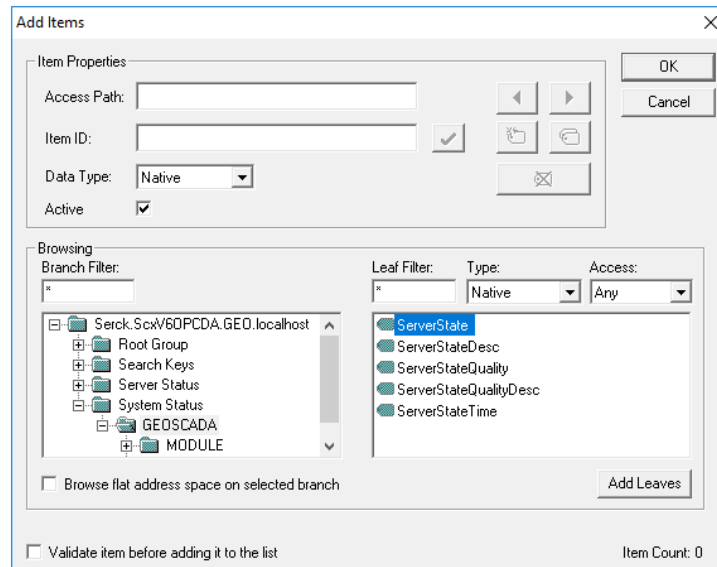 Add Items
Item Properties
OK
Access Path:
Cancel
Item ID:
Data Type: Native
Active
Browsing
Branch Filter: Leaf Filter: Type: Access:
* * Native Any
Serck.ScxV6OPCDA.GEO.localhost
Root Group
Search Keys
Server Status
System Status
GEOSCADA
MODULE
ServerState
ServerStateDesc
ServerStateQuality
ServerStateQualityDesc
ServerStateTime
Browse flat address space on selected branch
Add Leaves
Validate item before adding it to the list
Item Count: 0